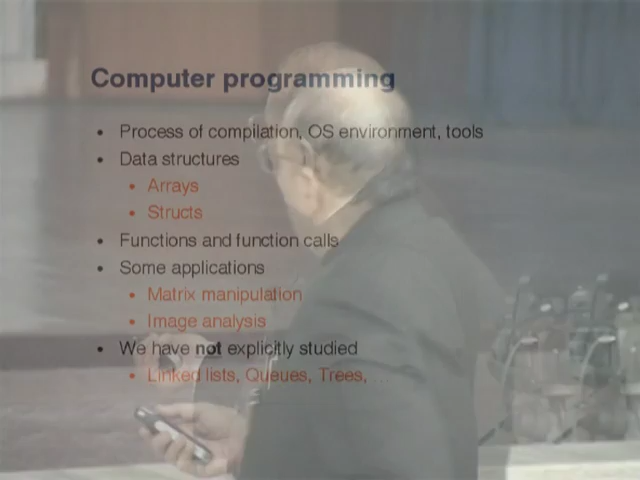 Computer programming
• Process of compilation, OS environment, tools
• Data structures
• Arrays
• Structs
• Functions and function calls
• Some applications
• Matrix manipulation
• Image analysis
• We have not explicitly studied
• Linked lists, Queues, Trees,...